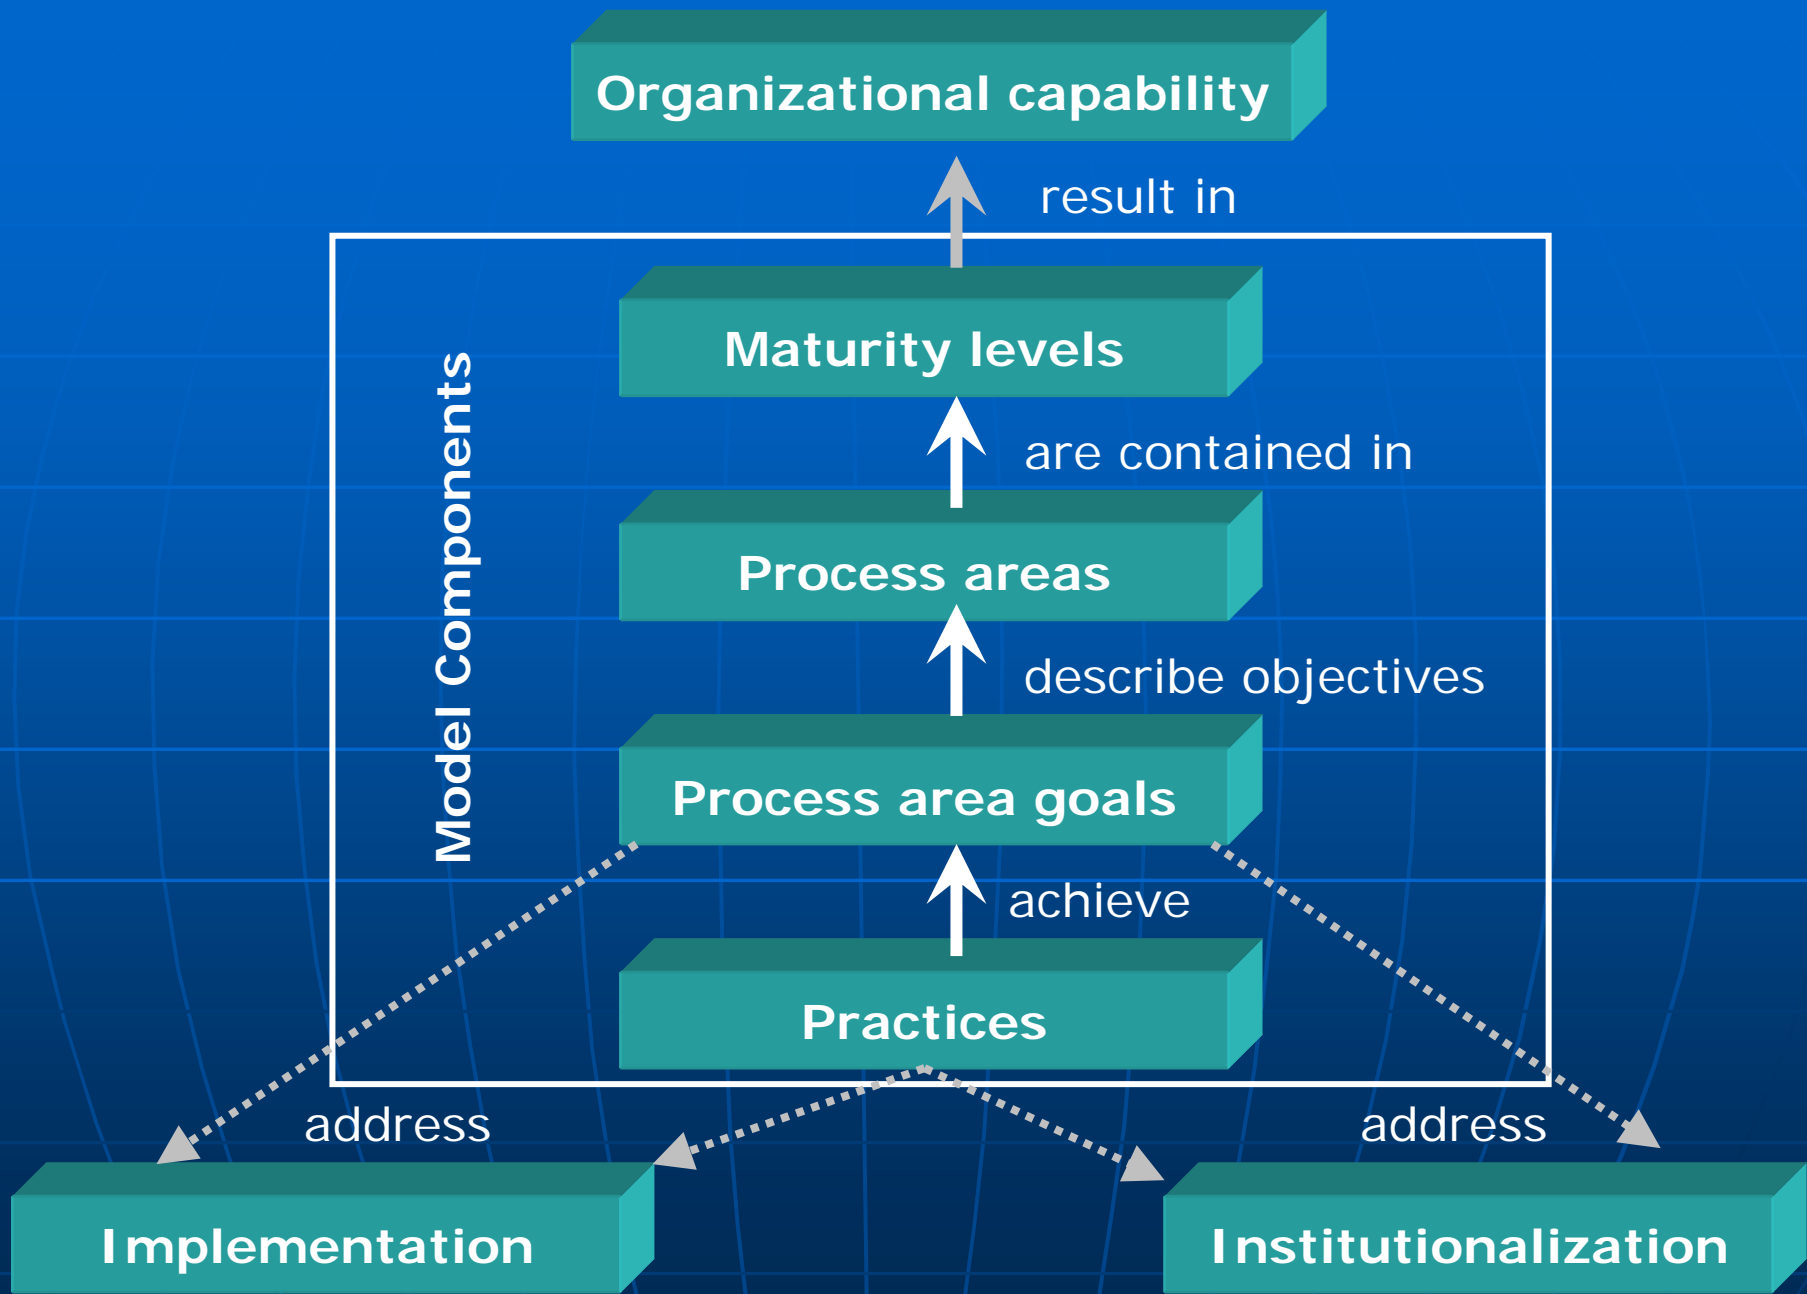 Organizational capability
result in
Maturity levels
are contained in
Model Components
Process areas
describe objectives
Process area goals
achieve
Practices
address
address
Implementation
Institutionalization